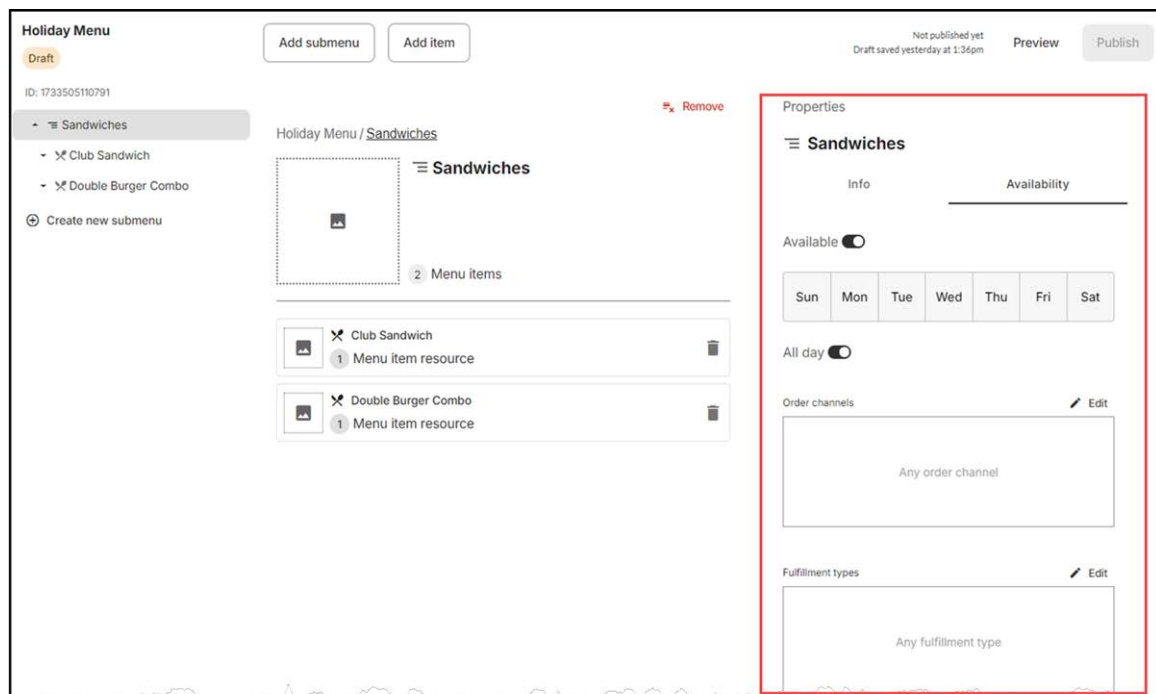 Holiday Menu
Draft
ID: 1733505110791
Sandwiches
Club Sandwich
Double Burger Combo
Create new submenu
Add submenu
Add item
Not published yet
Draft saved yesterday at 1:36pm
Preview
Publish
Remove
Holiday Menu / Sandwiches
Sandwiches
2 Menu items
Club Sandwich
1 Menu item resource
Double Burger Combo
1 Menu item resource
Properties
Sandwiches
Info Availability
Available
Sun Mon Tue Wed Thu Fri Sat
All day
Order channels Edit
Any order channel
Fulfillment types Edit
Any fulfillment type